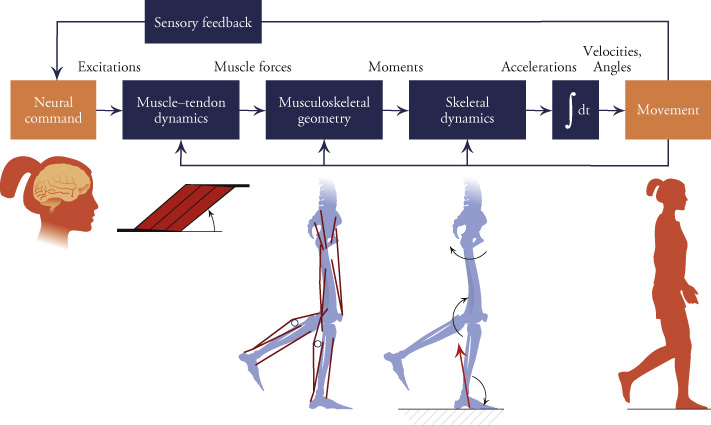 Sensory feedback
Velocities,
Angles
Excitations
Muscle forces
Moments
Accelerations
Neural
command
Muscle–tendon
dynamics
Musculoskeletal
geometry
Skeletal
dynamics
∫dt
Movement